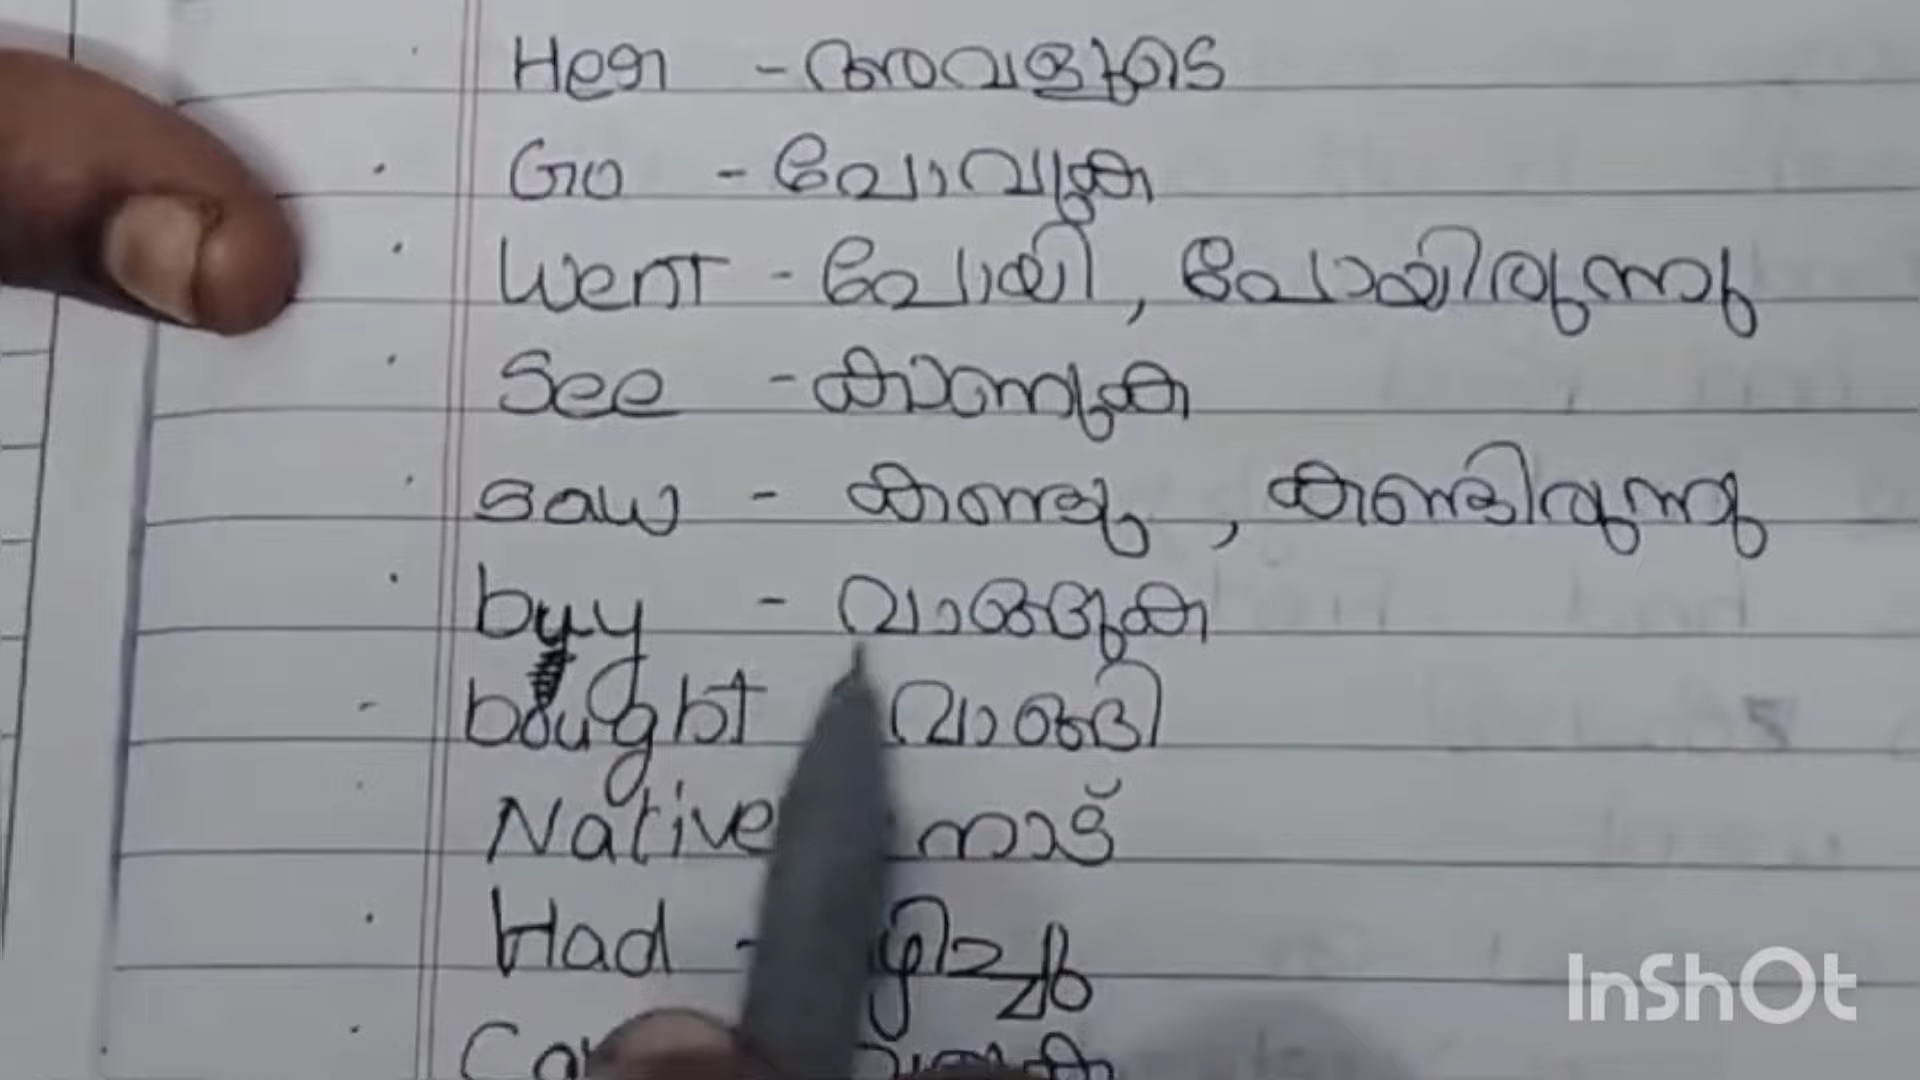 Her - അവളുടെ
Go - പോവുക
Went - പോയി, പോയിരുന്നു
See - കാണുക
saw - കണ്ടു, കണ്ടിരുന്നു
buy - വാങ്ങുക
bought വാങ്ങി
Native നാട്
Had - ഴിച്ചു
InShOt